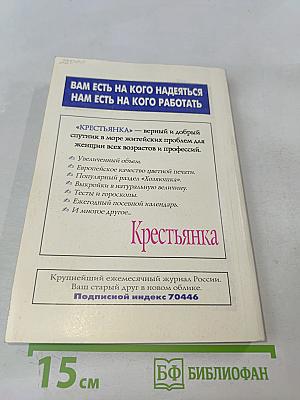 ВАМ ЕСТЬ НА КОГО НАДЕЯТЬСЯ
НАМ ЕСТЬ НА КОГО РАБОТАТЬ
«КРЕСТЬЯНКА» — верный и добрый
спутник в море житейских проблем для
женщин всех возрастов и профессий.
Увеличенный объем.
Европейское качество цветной печати.
Популярный раздел «Хозяюшка».
Выкройки в натуральную величину.
Тесты и гороскопы.
Ежегодный посевной календарь.
И многое другое..
Крестьянка
Крупнейший ежемесячный журнал России.
Ваш старый друг в новом облике.
Подписной индекс 70446
15 см
БФ БИБЛИОФАН